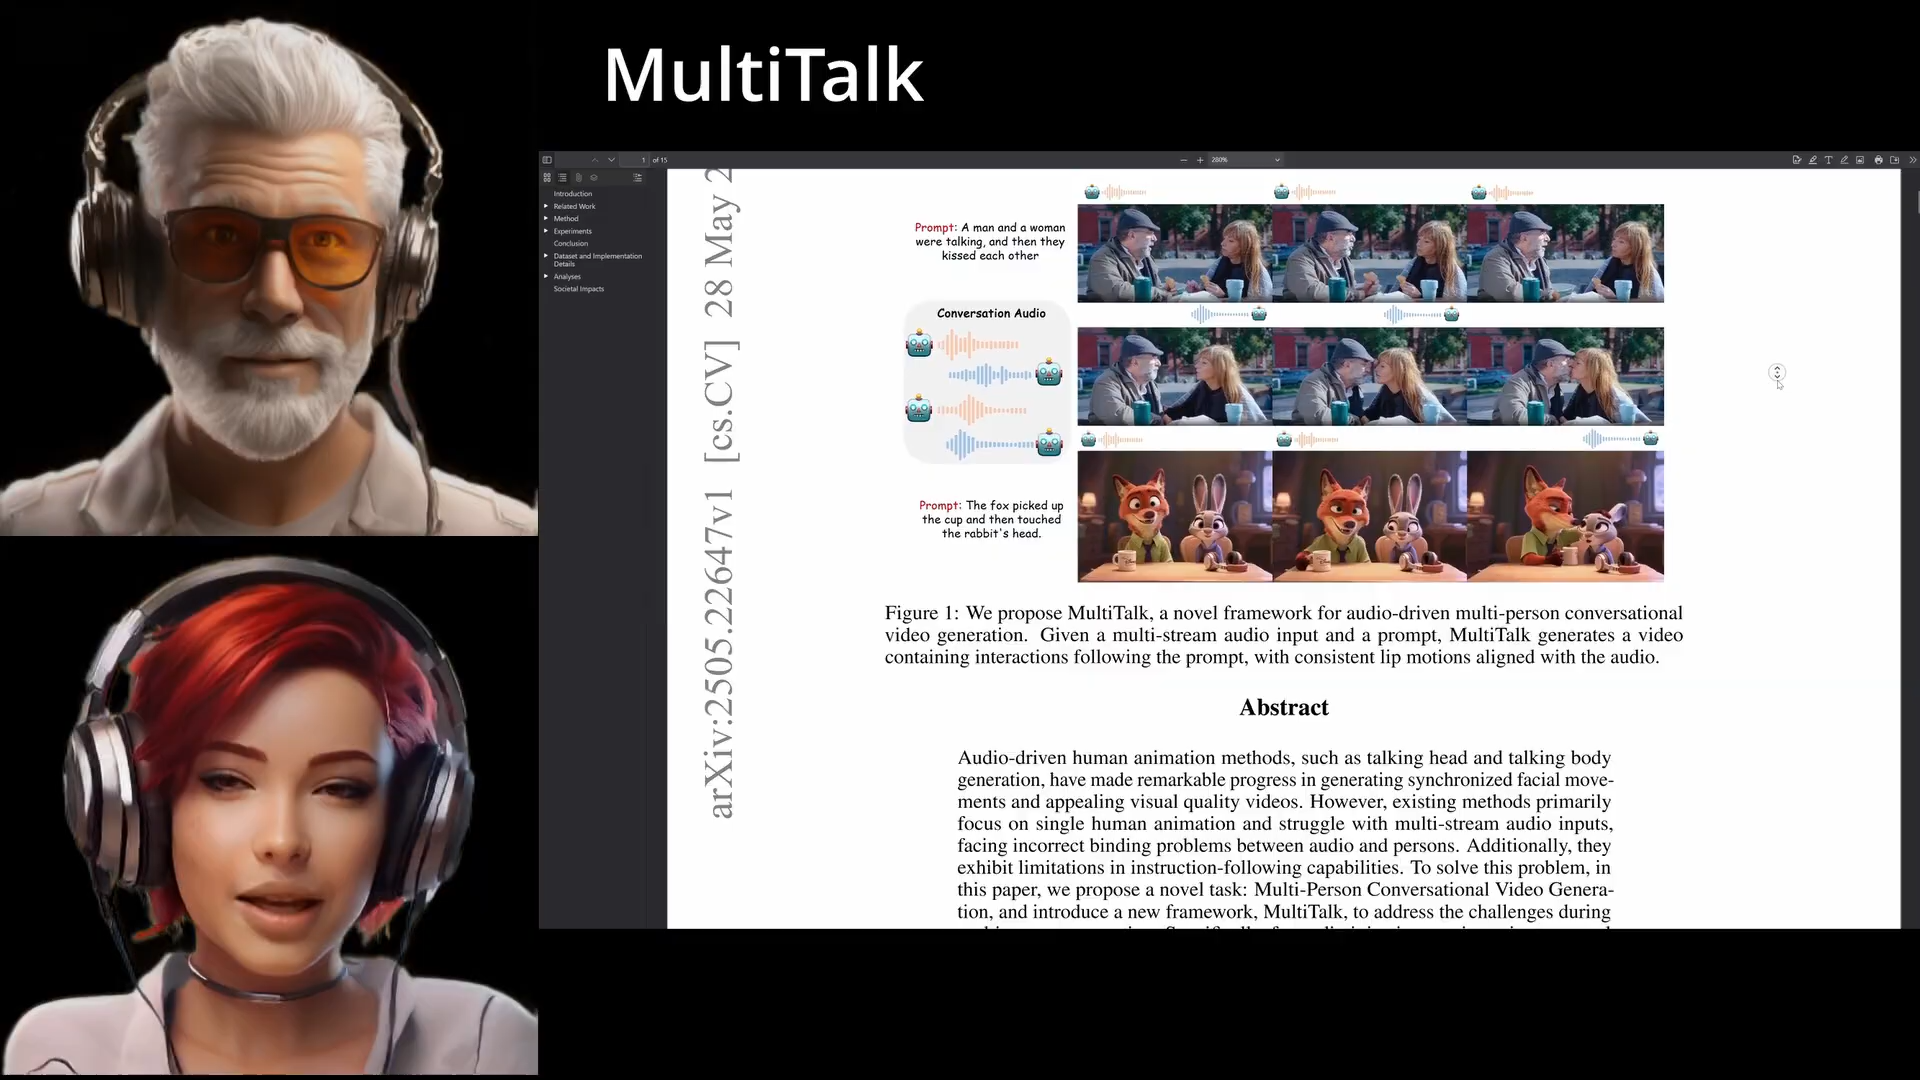 MultiTalk
1 of 15
280%
Introduction
Related Work
Method
Experiments
Conclusion
Dataset and Implementation
Details
Analyses
Societal Impacts
arXiv:2505.22647v1 [cs.CV] 28 May 2
Prompt: A man and a woman
were talking, and then they
kissed each other
Conversation Audio
Prompt: The fox picked up
the cup and then touched
the rabbit's head.
Figure 1: We propose MultiTalk, a novel framework for audio-driven multi-person conversational
video generation. Given a multi-stream audio input and a prompt, MultiTalk generates a video
containing interactions following the prompt, with consistent lip motions aligned with the audio.
Abstract
Audio-driven human animation methods, such as talking head and talking body
generation, have made remarkable progress in generating synchronized facial move-
ments and appealing visual quality videos. However, existing methods primarily
focus on single human animation and struggle with multi-stream audio inputs,
facing incorrect binding problems between audio and persons. Additionally, they
exhibit limitations in instruction-following capabilities. To solve this problem, in
this paper, we propose a novel task: Multi-Person Conversational Video Genera-
tion, and introduce a new framework, MultiTalk, to address the challenges during